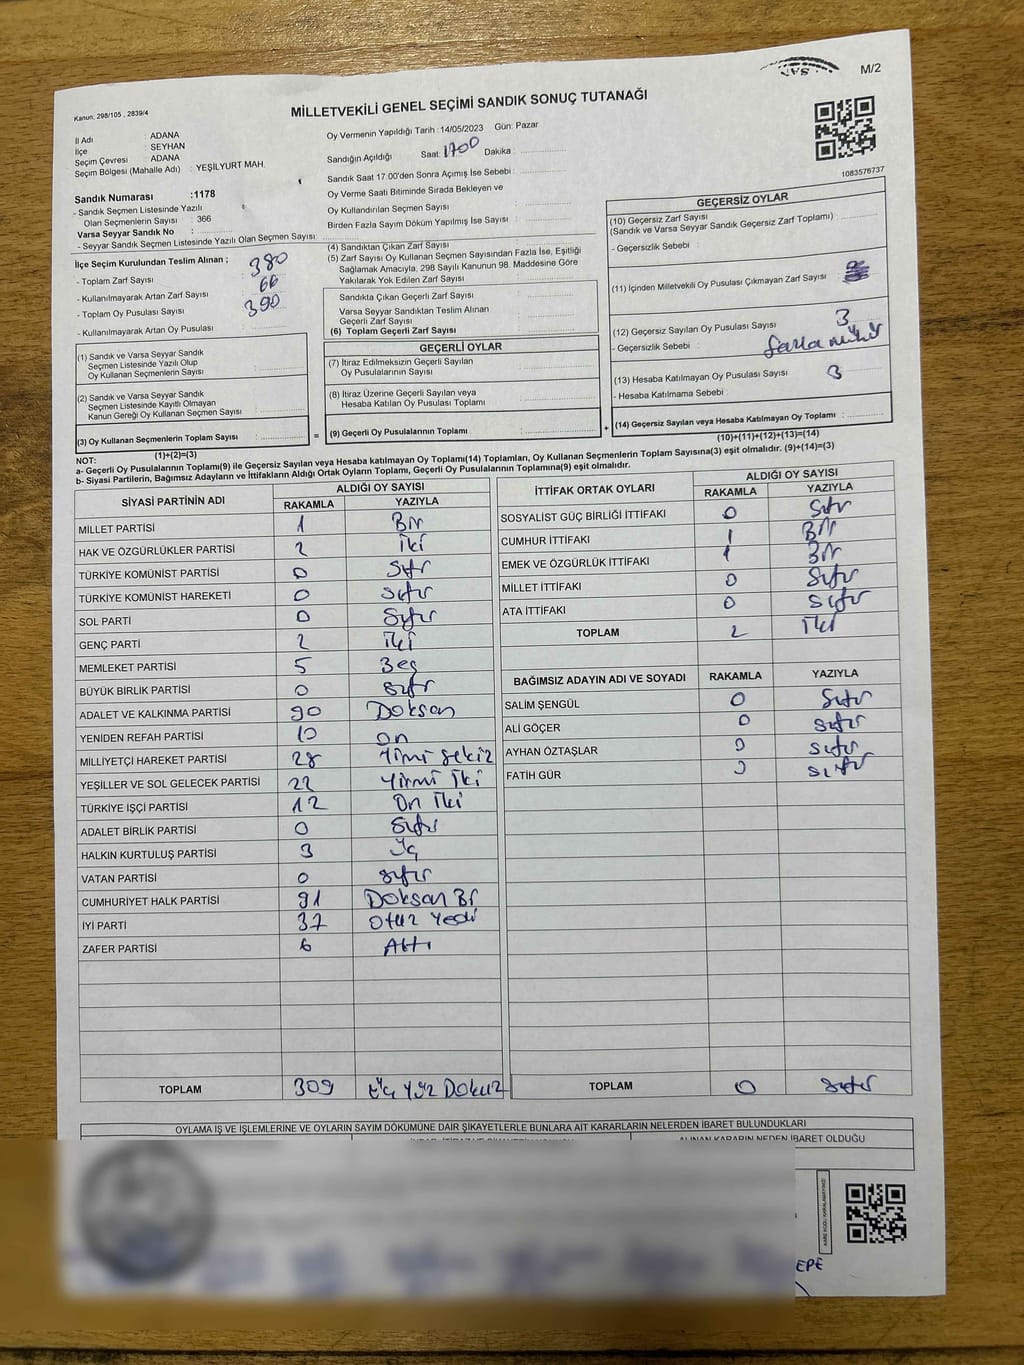 M/2
Kanun: 298/105 , 2839/4
MİLLETVEKİLİ GENEL SEÇİMİ SANDIK SONUÇ TUTANAĞI
İl Adı : ADANA
İlçe : SEYHAN
Seçim Çevresi : ADANA
Seçim Bölgesi (Mahalle Adı) : YEŞİLYURT MAH.
Sandık Numarası :1178
- Sandık Seçmen Listesinde Yazılı
Olan Seçmenlerin Sayısı : 366
Varsa Seyyar Sandık No :
- Seyyar Sandık Seçmen Listesinde Yazılı Olan Seçmen Sayısı:
Oy Vermenin Yapıldığı Tarih : 14/05/2023 Gün: Pazar
Sandığın Açıldığı Saat: 1700 Dakika :
Sandık Saat 17.00'den Sonra Açımış İse Sebebi :
Oy Verme Saati Bitiminde Sırada Bekleyen ve
Oy Kullandırılan Seçmen Sayısı :
Birden Fazla Sayım Döküm Yapılmış İse Sayısı :
1083576737
İlçe Seçim Kurulundan Teslim Alınan ;
- Toplam Zarf Sayısı : 380
- Kullanılmayarak Artan Zarf Sayısı : 66
- Toplam Oy Pusulası Sayısı : 390
- Kullanılmayarak Artan Oy Pusulası :
(1) Sandık ve Varsa Seyyar Sandık
Seçmen Listesinde Yazılı Olup
Oy Kullanan Seçmenlerin Sayısı :
(2) Sandık ve Varsa Seyyar Sandık
Seçmen Listesinde Kayıtlı Olmayan
Kanun Gereği Oy Kullanan Seçmen Sayısı :
(3) Oy Kullanan Seçmenlerin Toplam Sayısı :
(1)+(2)=(3)
(4) Sandıktan Çıkan Zarf Sayısı :
(5) Zarf Sayısı Oy Kullanan Seçmen Sayısından Fazla İse, Eşitliği
Sağlamak Amacıyla, 298 Sayılı Kanunun 98. Maddesine Göre
Yakılarak Yok Edilen Zarf Sayısı :
Sandıkta Çıkan Geçerli Zarf Sayısı :
Varsa Seyyar Sandıktan Teslim Alınan
Geçerli Zarf Sayısı :
(6) Toplam Geçerli Zarf Sayısı :
GEÇERLİ OYLAR
(7) İtiraz Edilmeksizin Geçerli Sayılan
Oy Pusulalarının Sayısı :
(8) İtiraz Üzerine Geçerli Sayılan veya
Hesaba Katılan Oy Pusulası Toplamı :
= (9) Geçerli Oy Pusulalarının Toplamı : +
GEÇERSİZ OYLAR
(10) Geçersiz Zarf Sayısı :
(Sandık ve Varsa Seyyar Sandık Geçersiz Zarf Toplamı)
- Geçersizlik Sebebi :
(11) İçinden Milletvekili Oy Pusulası Çıkmayan Zarf Sayısı :
(12) Geçersiz Sayılan Oy Pusulası Sayısı : 3
- Geçersizlik Sebebi : Fazla mühür
(13) Hesaba Katılmayan Oy Pusulası Sayısı : 3
- Hesaba Katılmama Sebebi :
(14) Geçersiz Sayılan veya Hesaba Katılmayan Oy Toplamı :
(10)+(11)+(12)+(13)=(14)
NOT:
a- Geçerli Oy Pusulalarının Toplamı(9) ile Geçersiz Sayılan veya Hesaba katılmayan Oy Toplamı(14) Toplamları, Oy Kullanan Seçmenlerin Toplam Sayısına(3) eşit olmalıdır. (9)+(14)=(3)
b- Siyasi Partilerin, Bağımsız Adayların ve İttifakların Aldığı Ortak Oyların Toplamı, Geçerli Oy Pusulalarının Toplamına(9) eşit olmalıdır.
SİYASİ PARTİNİN ADI ALDIĞI OY SAYISI
RAKAMLA YAZIYLA
MİLLET PARTİSİ 1 Bir
HAK VE ÖZGÜRLÜKLER PARTİSİ 2 iki
TÜRKİYE KOMÜNİST PARTİSİ 0 Sıfır
TÜRKİYE KOMÜNİST HAREKETİ 0 Sıfır
SOL PARTİ 0 Sıfır
GENÇ PARTİ 2 İki
MEMLEKET PARTİSİ 5 Beş
BÜYÜK BİRLİK PARTİSİ 0 Sıfır
ADALET VE KALKINMA PARTİSİ 90 Doksan
YENİDEN REFAH PARTİSİ 10 on
MİLLİYETÇİ HAREKET PARTİSİ 28 Yirmi Sekiz
YEŞİLLER VE SOL GELECEK PARTİSİ 22 Yirmi İki
TÜRKİYE İŞÇİ PARTİSİ 12 On İki
ADALET BİRLİK PARTİSİ 0 Sıfır
HALKIN KURTULUŞ PARTİSİ 3 Üç
VATAN PARTİSİ 0 sıfır
CUMHURİYET HALK PARTİSİ 91 Doksan Bir
İYİ PARTİ 37 otuz Yedi
ZAFER PARTİSİ 6 Altı
TOPLAM 309 Üç Yüz Dokuz
İTTİFAK ORTAK OYLARI ALDIĞI OY SAYISI
RAKAMLA YAZIYLA
SOSYALİST GÜÇ BİRLİĞİ İTTİFAKI 0 Sıfır
CUMHUR İTTİFAKI 1 Bir
EMEK VE ÖZGÜRLÜK İTTİFAKI 1 Bir
MİLLET İTTİFAKI 0 Sıfır
ATA İTTİFAKI 0 Sıfır
TOPLAM 2 İki
BAĞIMSIZ ADAYIN ADI VE SOYADI RAKAMLA YAZIYLA
SALİM ŞENGÜL 0 Sıfır
ALİ GÖÇER 0 sıfır
AYHAN ÖZTAŞLAR 0 sıfır
FATİH GÜR 0 sıfır
TOPLAM 0 sıfır
OYLAMA İŞ VE İŞLEMLERİNE VE OYLARIN SAYIM DÖKÜMÜNE DAİR ŞİKAYETLERLE BUNLARA AİT KARARLARIN NELERDEN İBARET BULUNDUKLARI
ALINAN KARARIN NEDEN İBARET OLDUĞU
KARE KODU KARALAMAYINIZ!
EPE